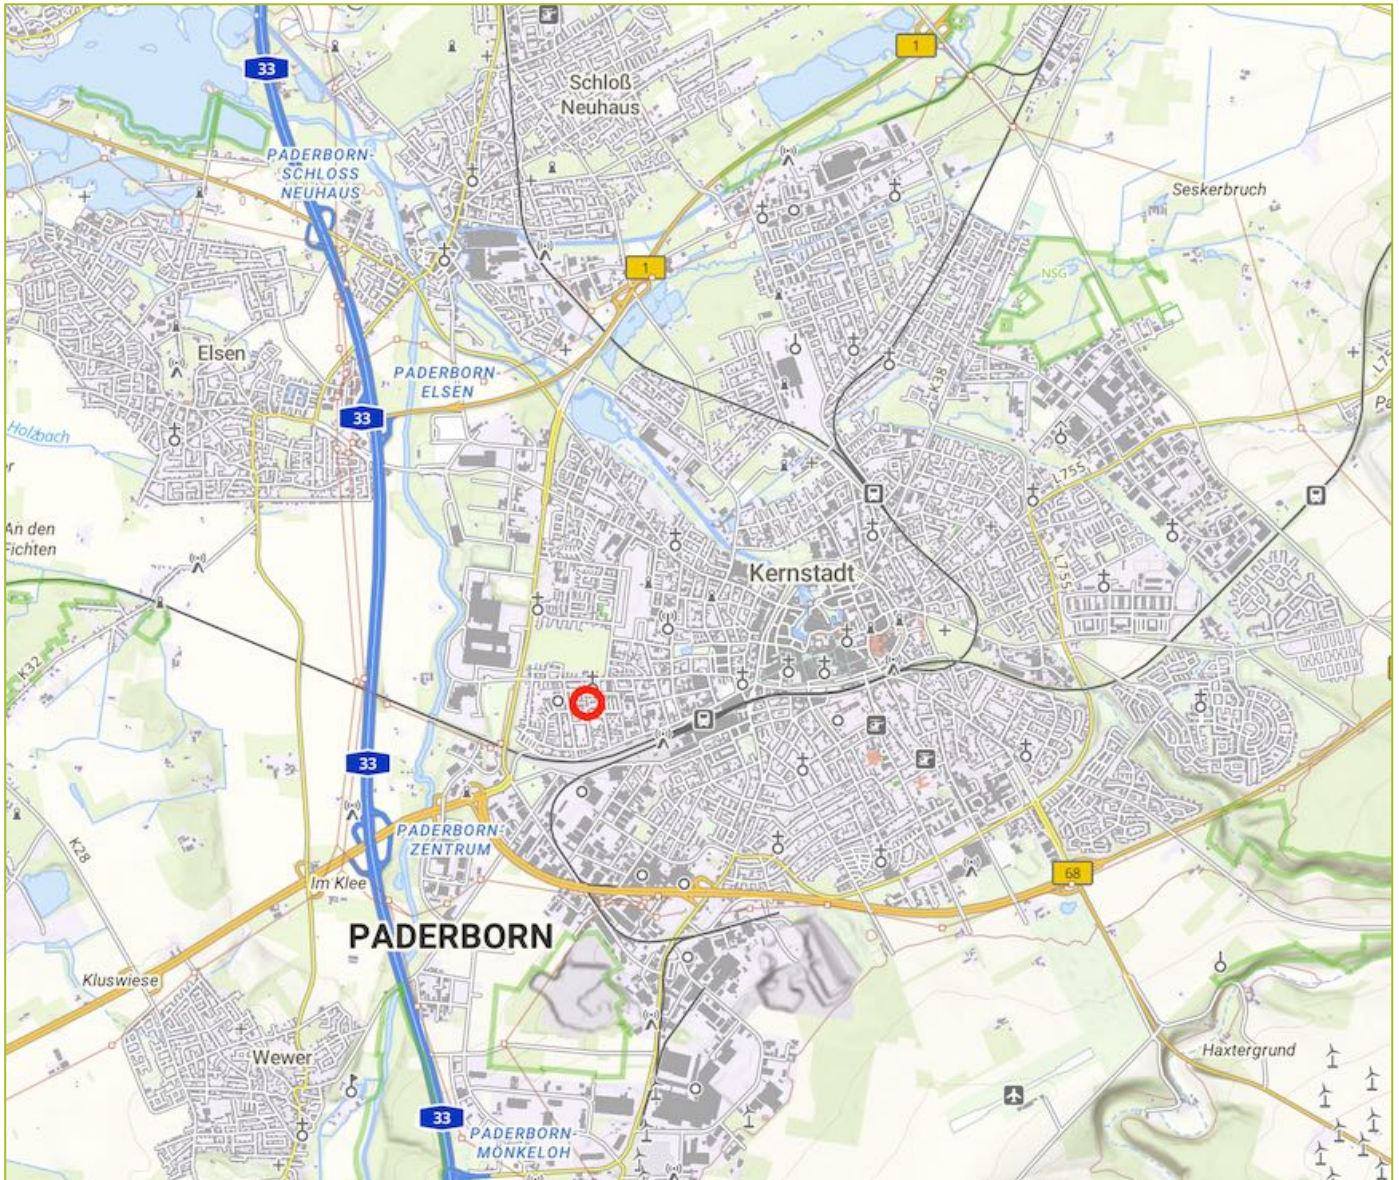 33
Schloß
Neuhaus
1
PADERBORN-
SCHLOSS
NEUHAUS
Seskerbruch
1
NSG
Elsen
PADERBORN-
ELSEN
K38
33
Holzbach
L755
An den
Fichten
Kernstadt
L755
K32
33
K28
PADERBORN-
ZENTRUM
Im Klee
68
PADERBORN
Kluswiese
Wewer
Haxtergrund
33
PADERBORN-
MÖNKELOH